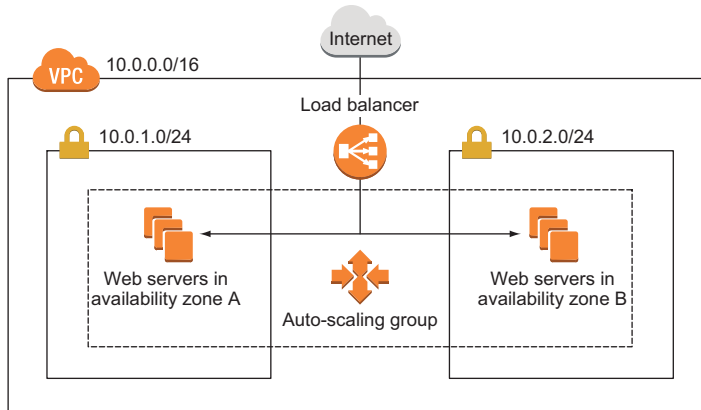 Internet
VPC
10.0.0.0/16
Load balancer
10.0.1.0/24
10.0.2.0/24
Web servers in
availability zone A
Web servers in
availability zone B
Auto-scaling group